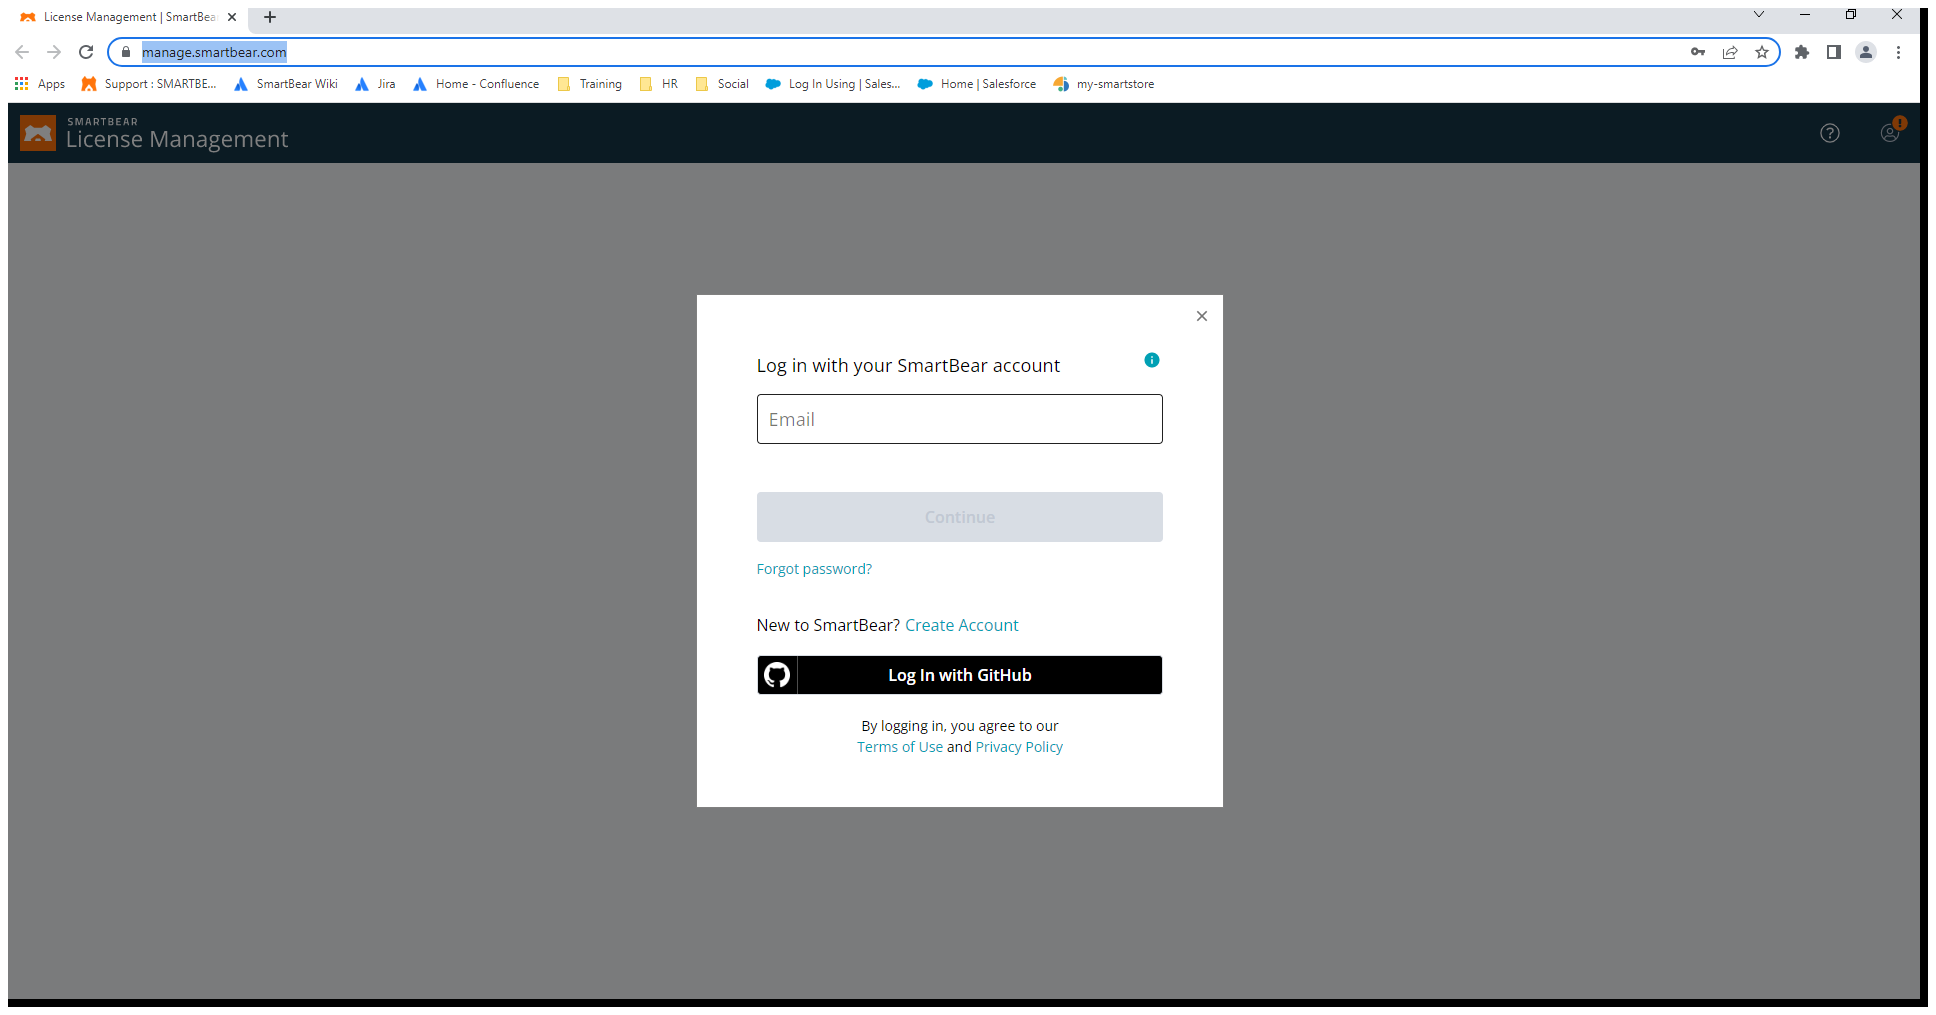 License Management | SmartBea
manage.smartbear.com
Apps Support : SMARTBE... SmartBear Wiki Jira Home - Confluence Training HR Social Log In Using | Sales... Home | Salesforce my-smartstore
SMARTBEAR
License Management
Log in with your SmartBear account
Email
Continue
Forgot password?
New to SmartBear? Create Account
Log In with GitHub
By logging in, you agree to our
Terms of Use and Privacy Policy